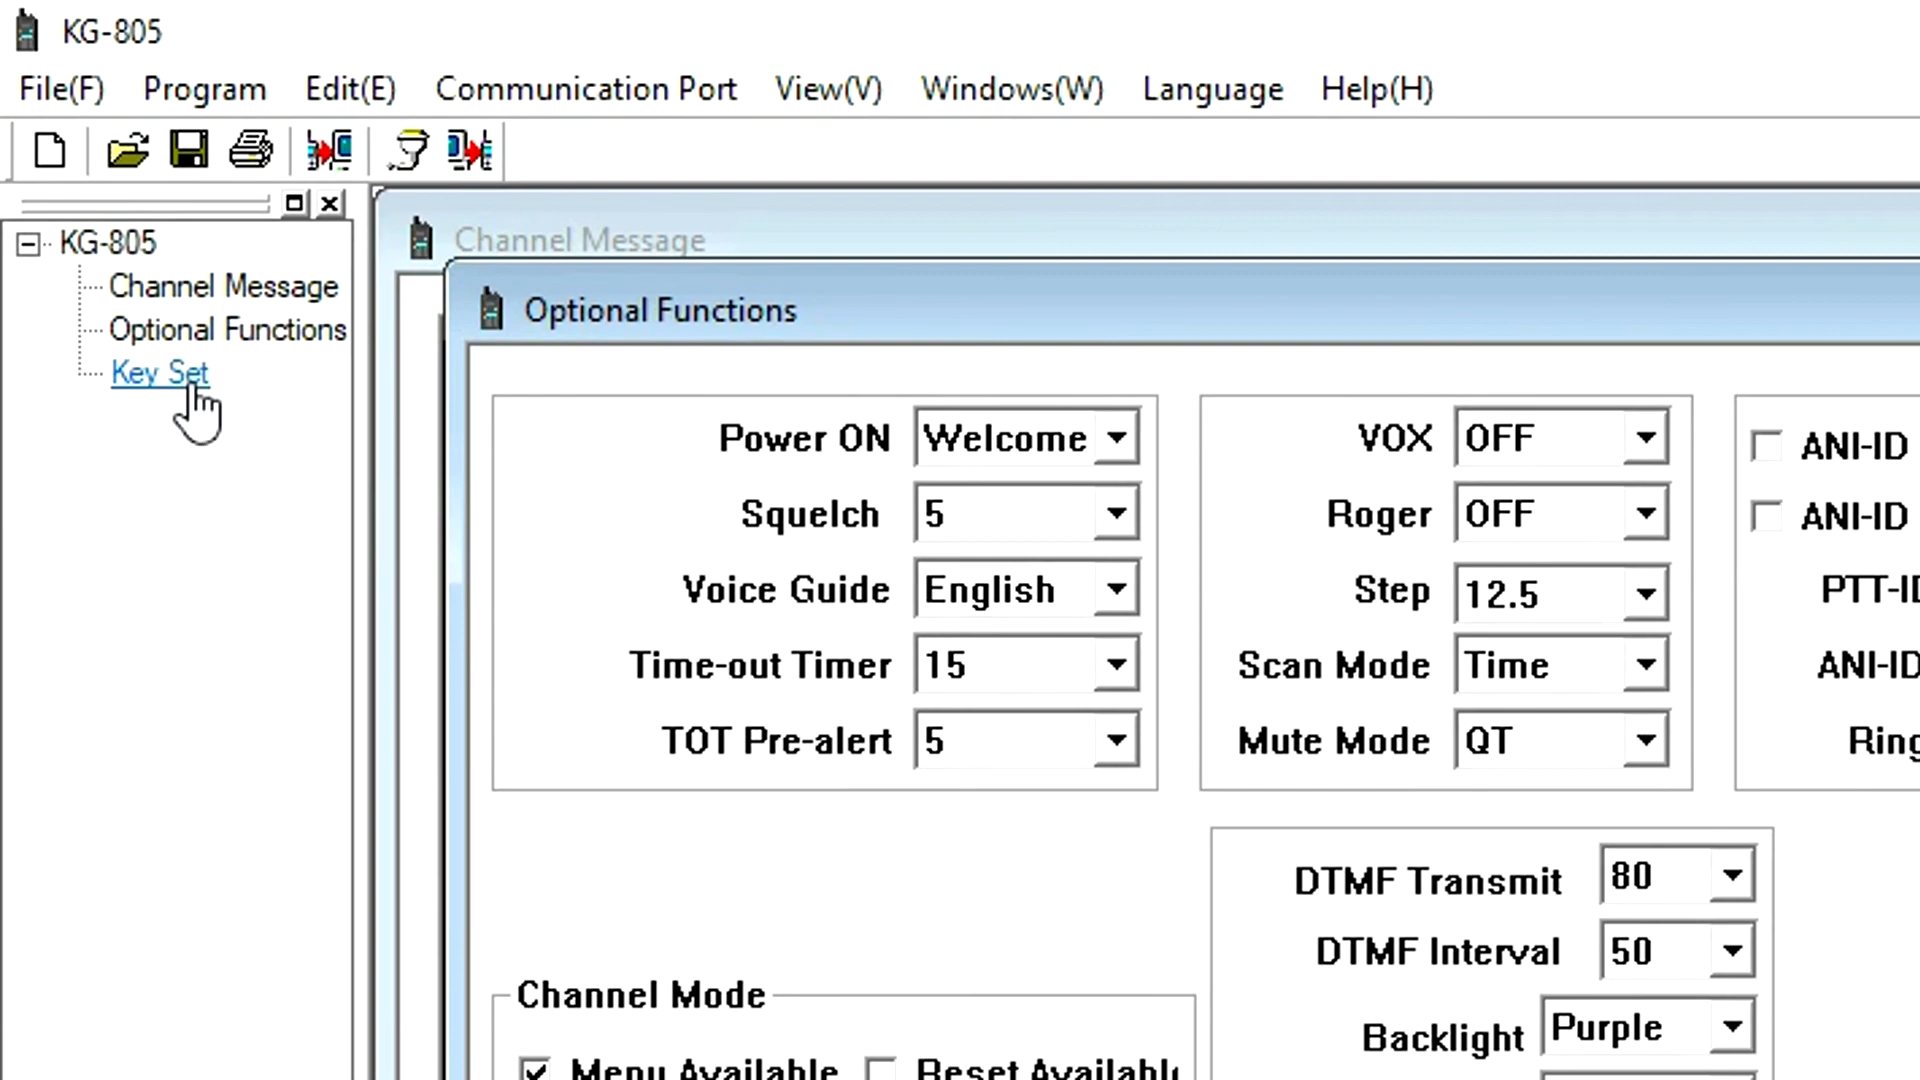 KG-805
File(F) Program Edit(E) Communication Port View(V) Windows(W) Language Help(H)
KG-805
Channel Message
Optional Functions
Key Set
Channel Message
Optional Functions
Power ON Welcome
Squelch 5
Voice Guide English
Time-out Timer 15
TOT Pre-alert 5
VOX OFF
Roger OFF
Step 12.5
Scan Mode Time
Mute Mode QT
ANI-ID
ANI-ID
PTT-ID
ANI-ID
Ring
DTMF Transmit 80
DTMF Interval 50
Backlight Purple
Channel Mode
Menu Available Reset Available